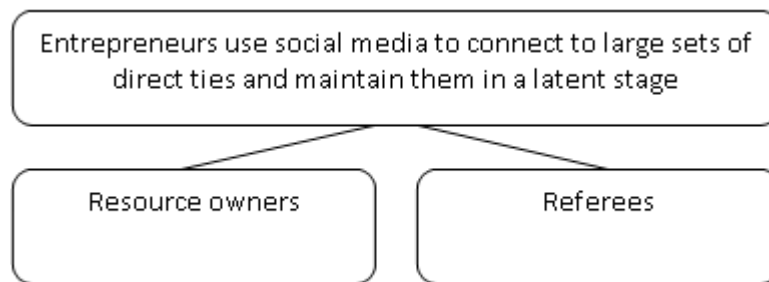 Entrepreneurs use social media to connect to large sets of
direct ties and maintain them in a latent stage
Resource owners
Referees